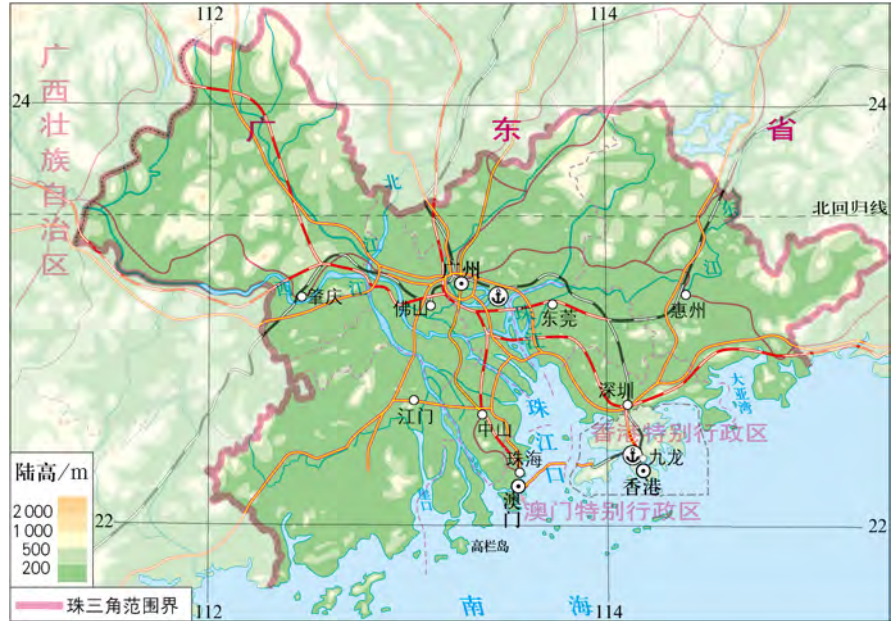 112
114
24
24
广西壮族自治区
广东省
北回归线
北江
东江
西江
广州
肇庆
佛山
东莞
惠州
珠江
深圳
大亚湾
江门
中山
珠江口
香港特别行政区
珠海
九龙
香港
澳门
澳门特别行政区
22
22
高栏岛
南海
112
114
陆高/m
2 000
1 000
500
200
珠三角范围界